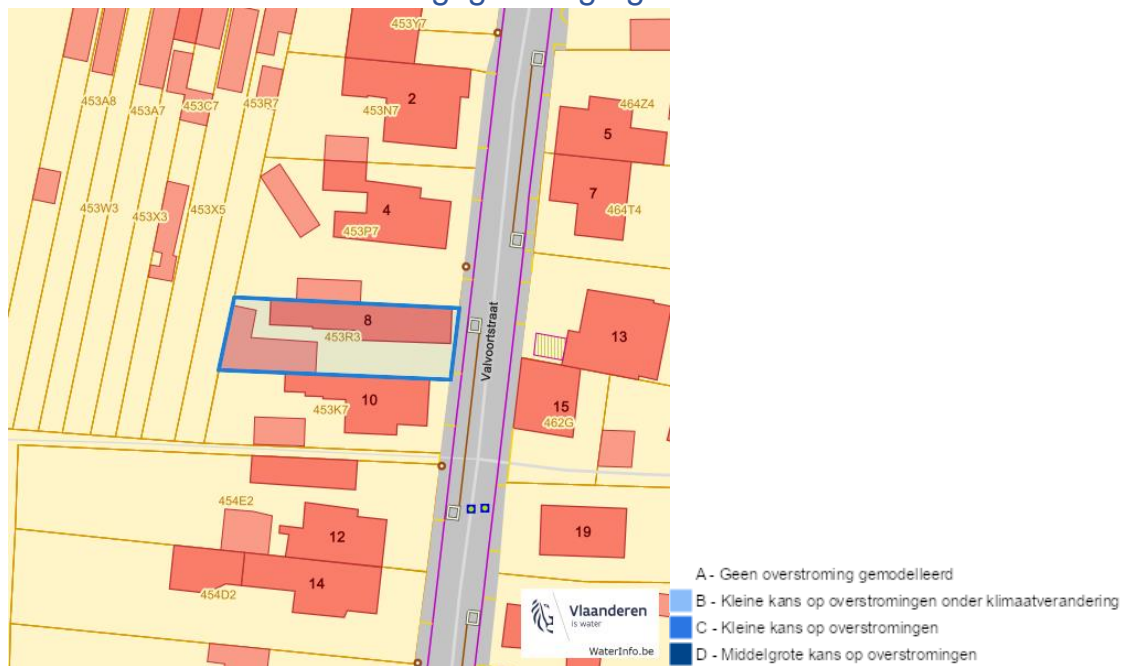 453Y7
453A8
453A7
453C7
453R7
453N7
2
464Z4
5
7
464T4
453W3
453X3
453X5
4
453P7
8
453R3
Valvoortstraat
13
10
453K7
15
462G
454E2
12
19
14
454D2
Vlaanderen
is water
WaterInfo.be
A - Geen overstroming gemodelleerd
B - Kleine kans op overstromingen onder klimaatverandering
C - Kleine kans op overstromingen
D - Middelgrote kans op overstromingen